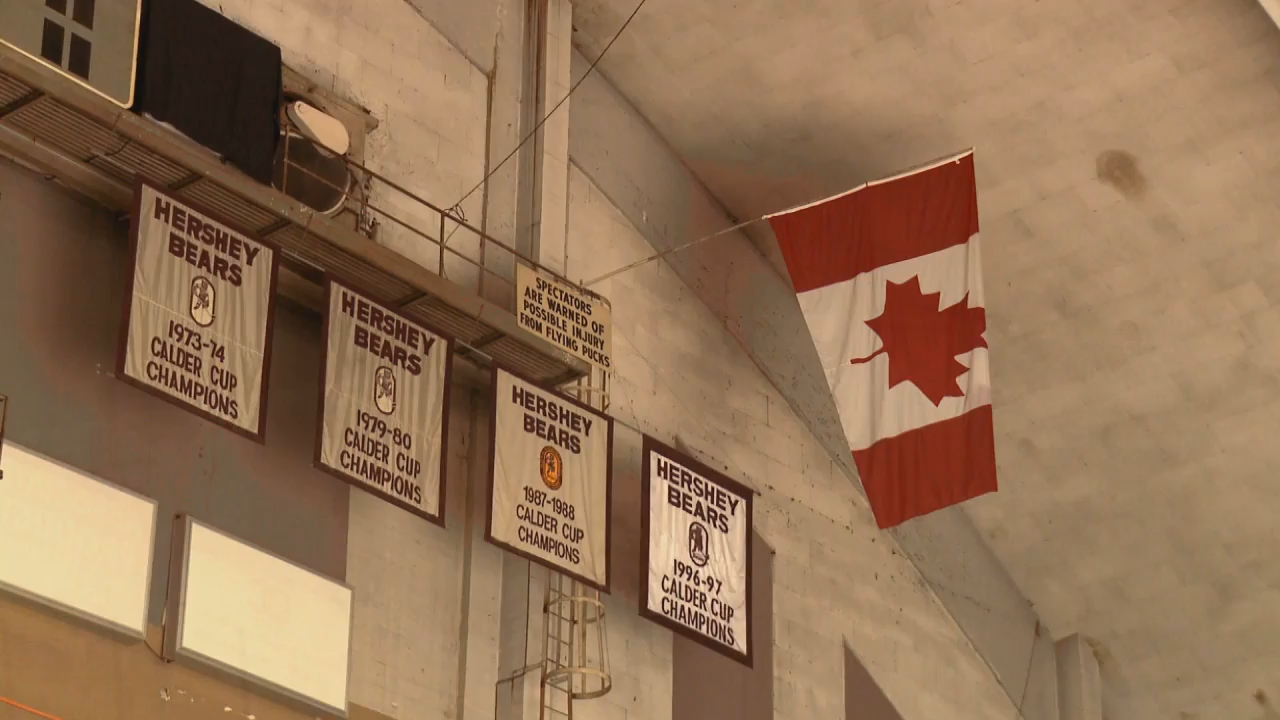 HERSHEY
BEARS
1973-74
CALDER CUP
CHAMPIONS
HERSHEY
BEARS
1979-80
CALDER CUP
CHAMPIONS
SPECTATORS
ARE WARNED OF
POSSIBLE INJURY
FROM FLYING PUCKS
HERSHEY
BEARS
1987-1988
CALDER CUP
CHAMPIONS
HERSHEY
BEARS
1996-97
CALDER CUP
CHAMPIONS